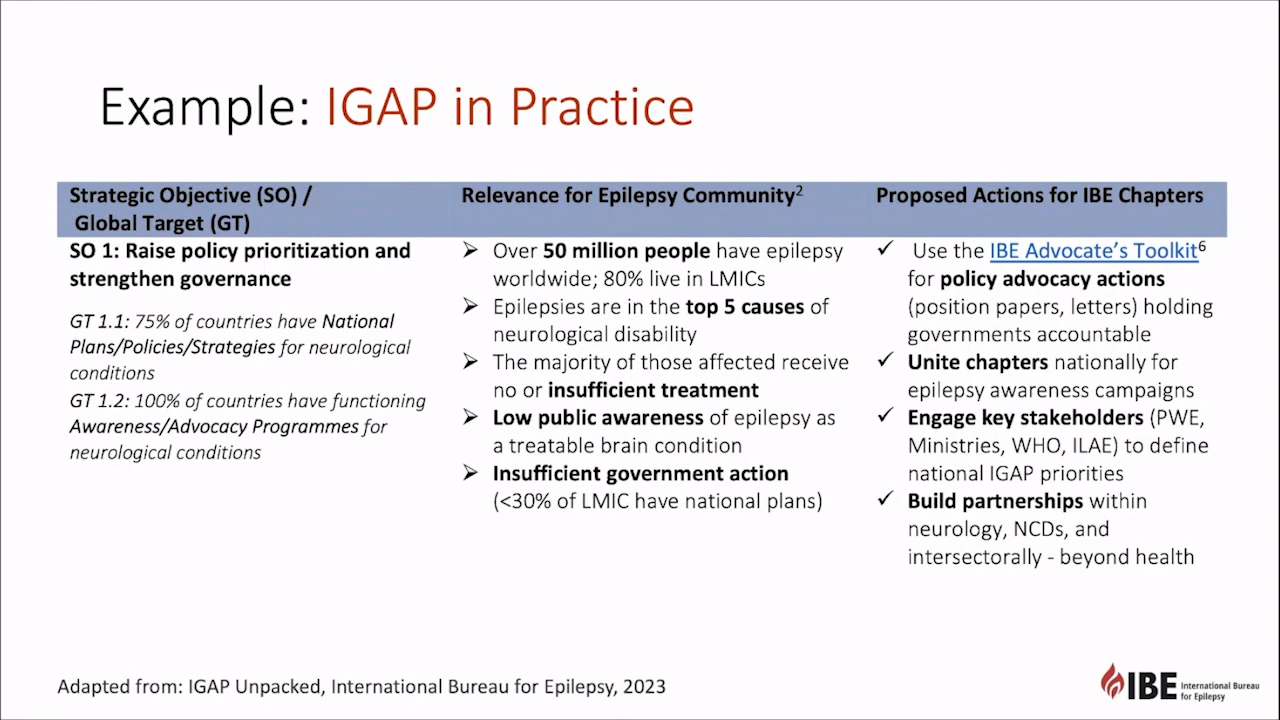 Example: IGAP in Practice
Strategic Objective (SO) /
Global Target (GT)
SO 1: Raise policy prioritization and
strengthen governance
GT 1.1: 75% of countries have National
Plans/Policies/Strategies for neurological
conditions
GT 1.2: 100% of countries have functioning
Awareness/Advocacy Programmes for
neurological conditions
Relevance for Epilepsy Community2
➢ Over 50 million people have epilepsy
worldwide; 80% live in LMICs
➢ Epilepsies are in the top 5 causes of
neurological disability
➢ The majority of those affected receive
no or insufficient treatment
➢ Low public awareness of epilepsy as
a treatable brain condition
➢ Insufficient government action
(<30% of LMIC have national plans)
Proposed Actions for IBE Chapters
✓ Use the IBE Advocate's Toolkit6
for policy advocacy actions
(position papers, letters) holding
governments accountable
✓ Unite chapters nationally for
epilepsy awareness campaigns
✓ Engage key stakeholders (PWE,
Ministries, WHO, ILAE) to define
national IGAP priorities
✓ Build partnerships within
neurology, NCDs, and
intersectorally - beyond health
Adapted from: IGAP Unpacked, International Bureau for Epilepsy, 2023
IBE International Bureau
for Epilepsy